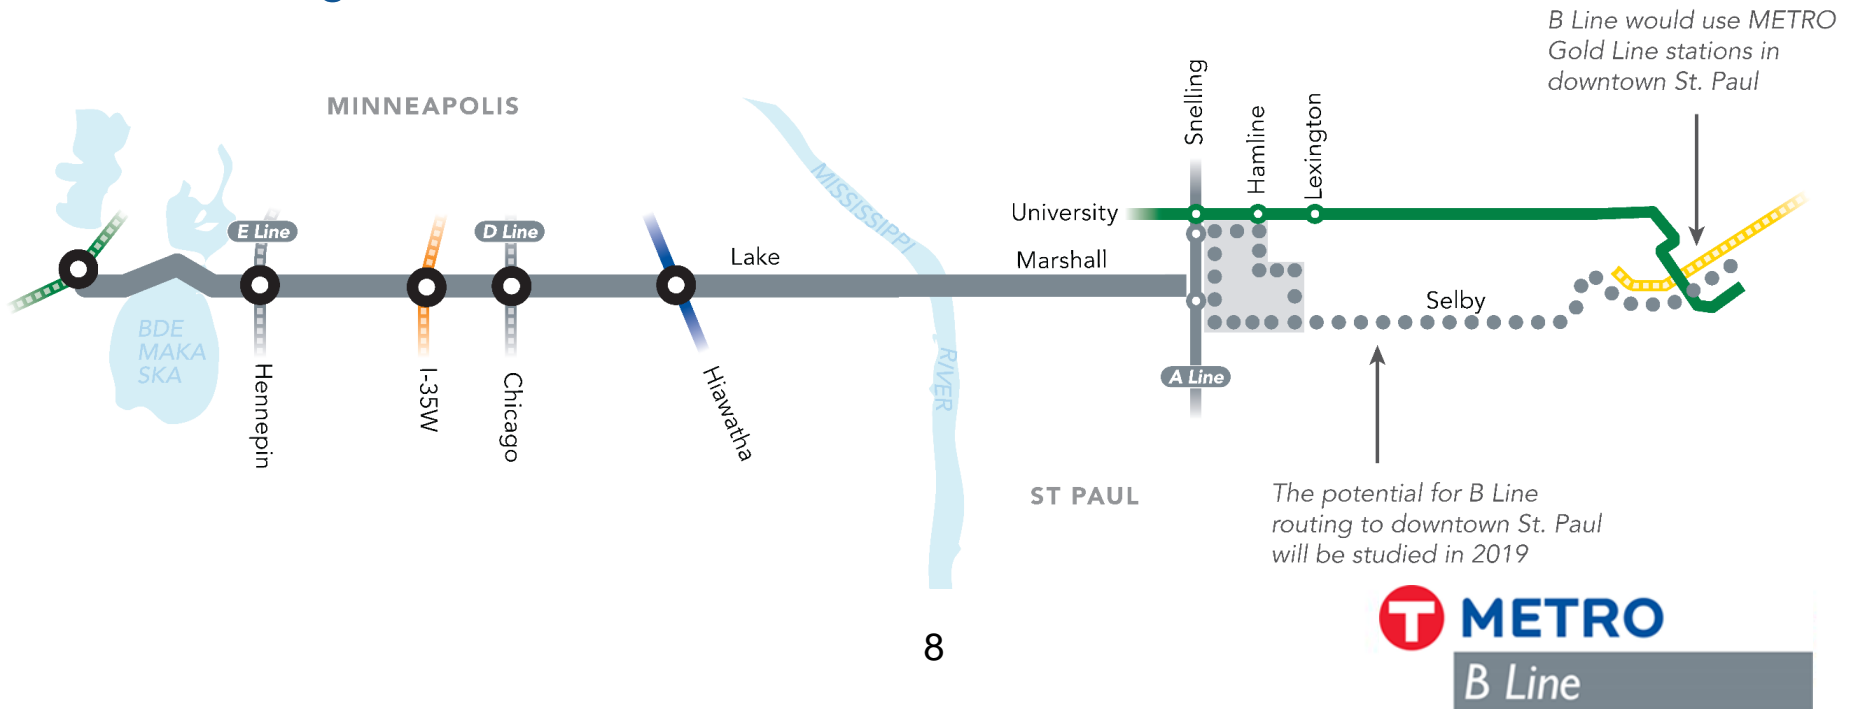 B Line would use METRO
Gold Line stations in
downtown St. Paul
MINNEAPOLIS
Snelling
Hamline
Lexington
MISSISSIPPI
University
E Line
D Line
Lake
Marshall
Selby
BDE
MAKA
SKA
RIVER
Hennepin
I-35W
Chicago
Hiawatha
A Line
ST PAUL
The potential for B Line
routing to downtown St. Paul
will be studied in 2019
T METRO
B Line
8